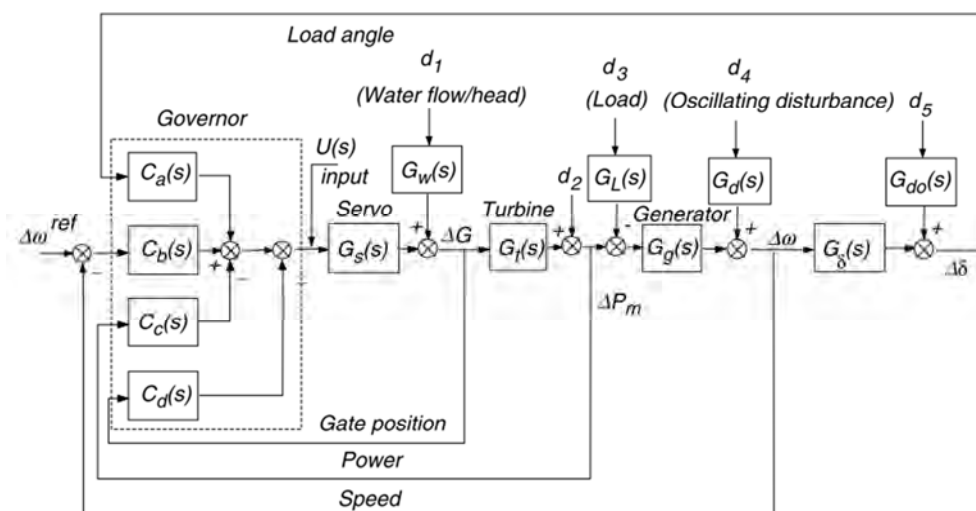 Load angle
d1
(Water flow/head)
d3
(Load)
d4
(Oscillating disturbance)
d5
Governor
Ca(s)
U(s)
input
Gw(s)
d2
GL(s)
Gd(s)
Gdo(s)
Servo
Turbine
Generator
Δω ref
Cb(s)
Gs(s)
ΔG
Gt(s)
Gg(s)
Δω
Gδ(s)
Δδ
+
−
ΔPm
Cc(s)
Cd(s)
Gate position
Power
Speed